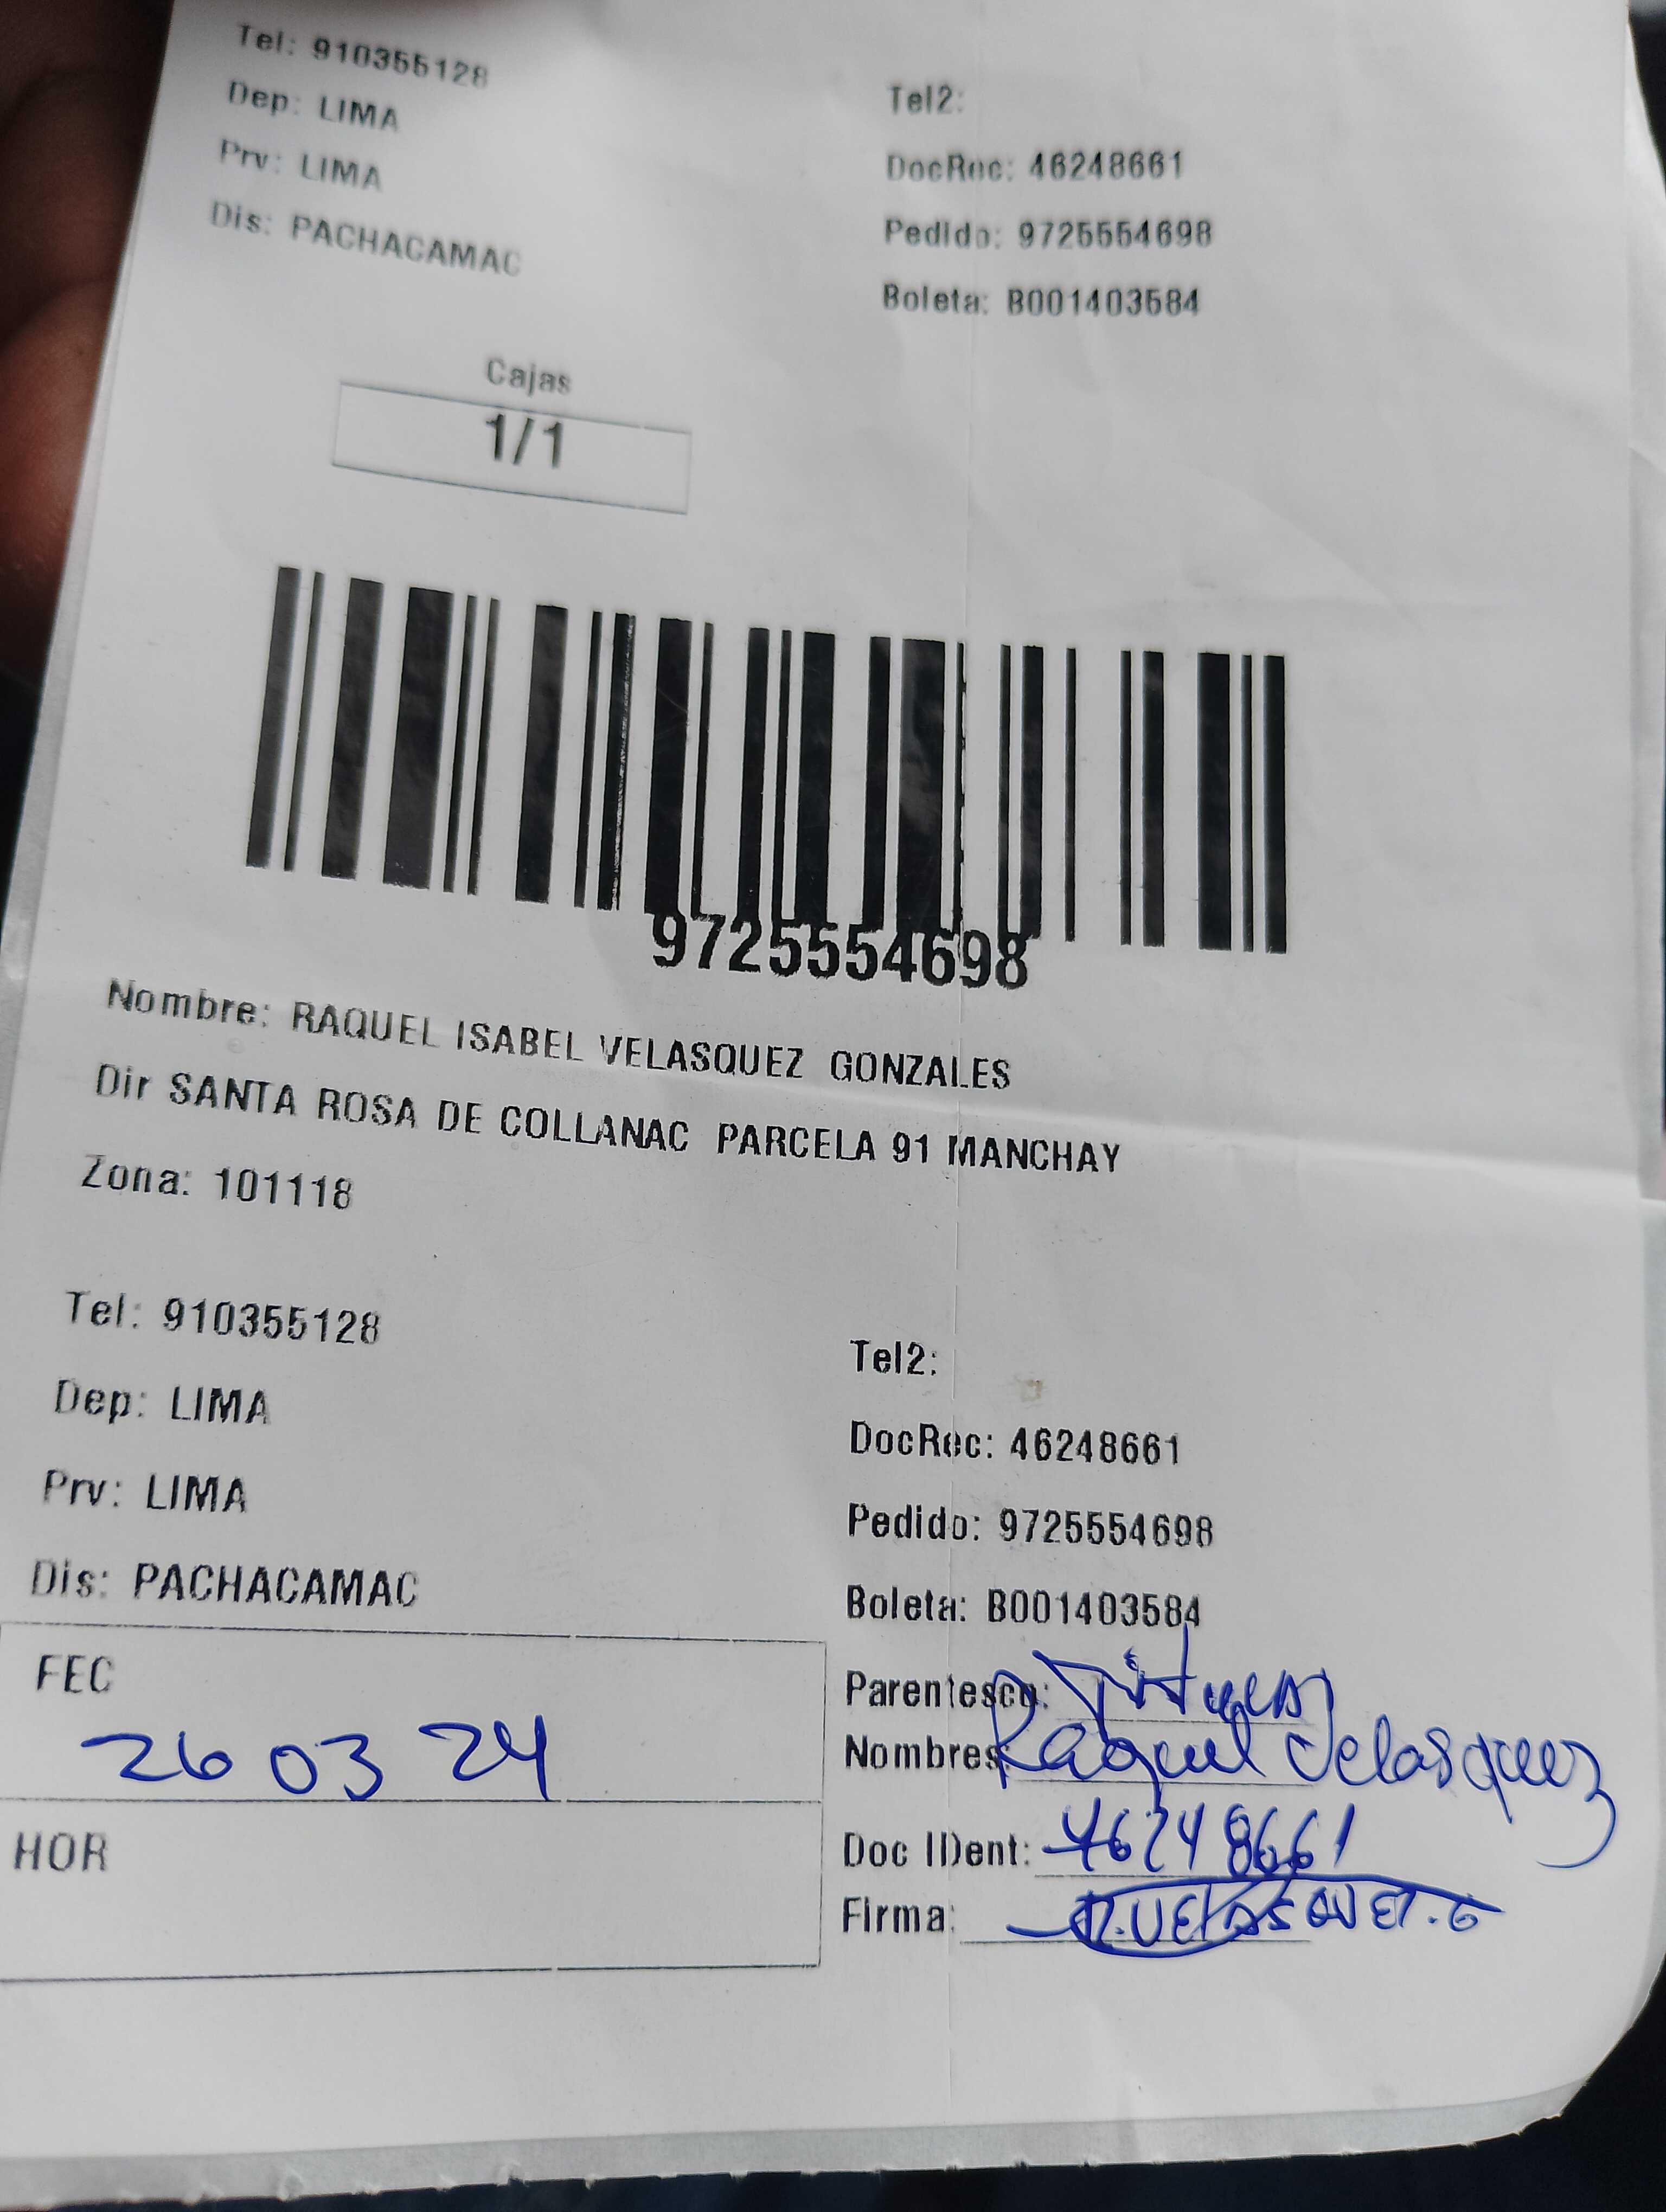 Tel: 910355128
Dep: LIMA
Prv: LIMA
Dis: PACHACAMAC
Tel2:
DocRec: 46248661
Pedido: 9725554698
Boleta: B001403584
Cajas
1/1
9725554698
Nombre: RAQUEL ISABEL VELASQUEZ GONZALES
Dir SANTA ROSA DE COLLANAC PARCELA 91 MANCHAY
Zona: 101118
Tel: 910355128
Dep: LIMA
Prv: LIMA
Dis: PACHACAMAC
Tel2:
DocRec: 46248661
Pedido: 9725554698
Boleta: B001403584
FEC
26 03 24
HOR
Parentesco:
Nombres: Raquel Velasquez
Doc IDent: 46248661
Firma: R.VELASQUEZ.G